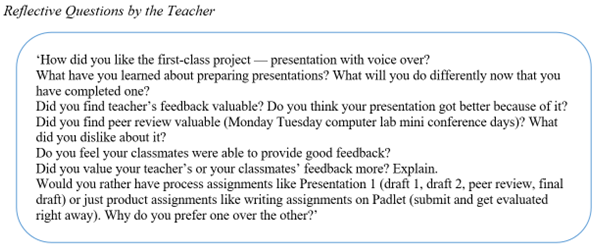 Reflective Questions by the Teacher
‘How did you like the first-class project — presentation with voice over?
What have you learned about preparing presentations? What will you do differently now that you
have completed one?
Did you find teacher’s feedback valuable? Do you think your presentation got better because of it?
Did you find peer review valuable (Monday Tuesday computer lab mini conference days)? What
did you dislike about it?
Do you feel your classmates were able to provide good feedback?
Did you value your teacher’s or your classmates’ feedback more? Explain.
Would you rather have process assignments like Presentation 1 (draft 1, draft 2, peer review, final
draft) or just product assignments like writing assignments on Padlet (submit and get evaluated
right away). Why do you prefer one over the other?’